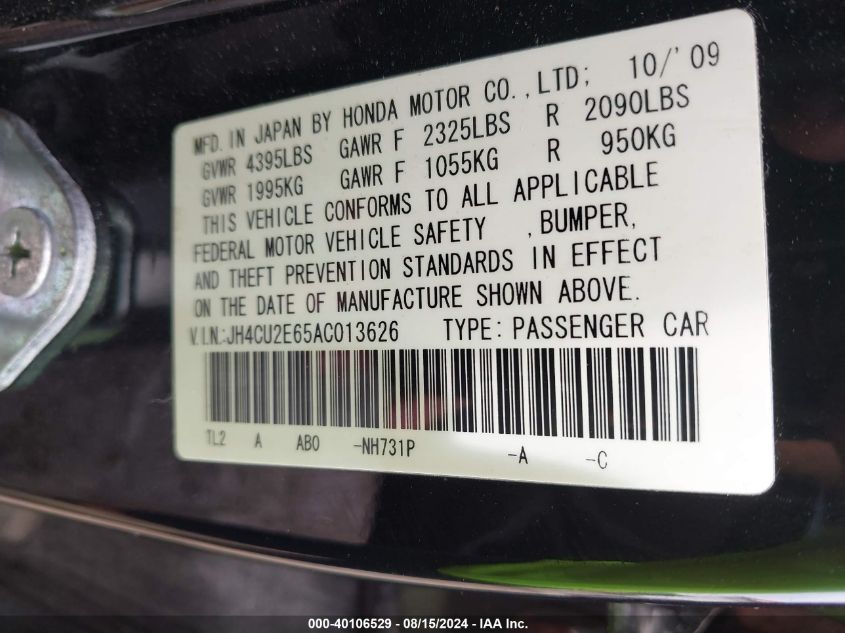 MFD. IN JAPAN BY HONDA MOTOR CO., LTD; 10/'09
GVWR 4395LBS GAWR F 2325LBS R 2090LBS
GVWR 1995KG GAWR F 1055KG R 950KG
THIS VEHICLE CONFORMS TO ALL APPLICABLE
FEDERAL MOTOR VEHICLE SAFETY , BUMPER,
AND THEFT PREVENTION STANDARDS IN EFFECT
ON THE DATE OF MANUFACTURE SHOWN ABOVE.
V.I.N.:JH4CU2E65AC013626 TYPE: PASSENGER CAR
TL2 A AB0 -NH731P -A -C
000-40106529 - 08/15/2024 - IAA Inc.